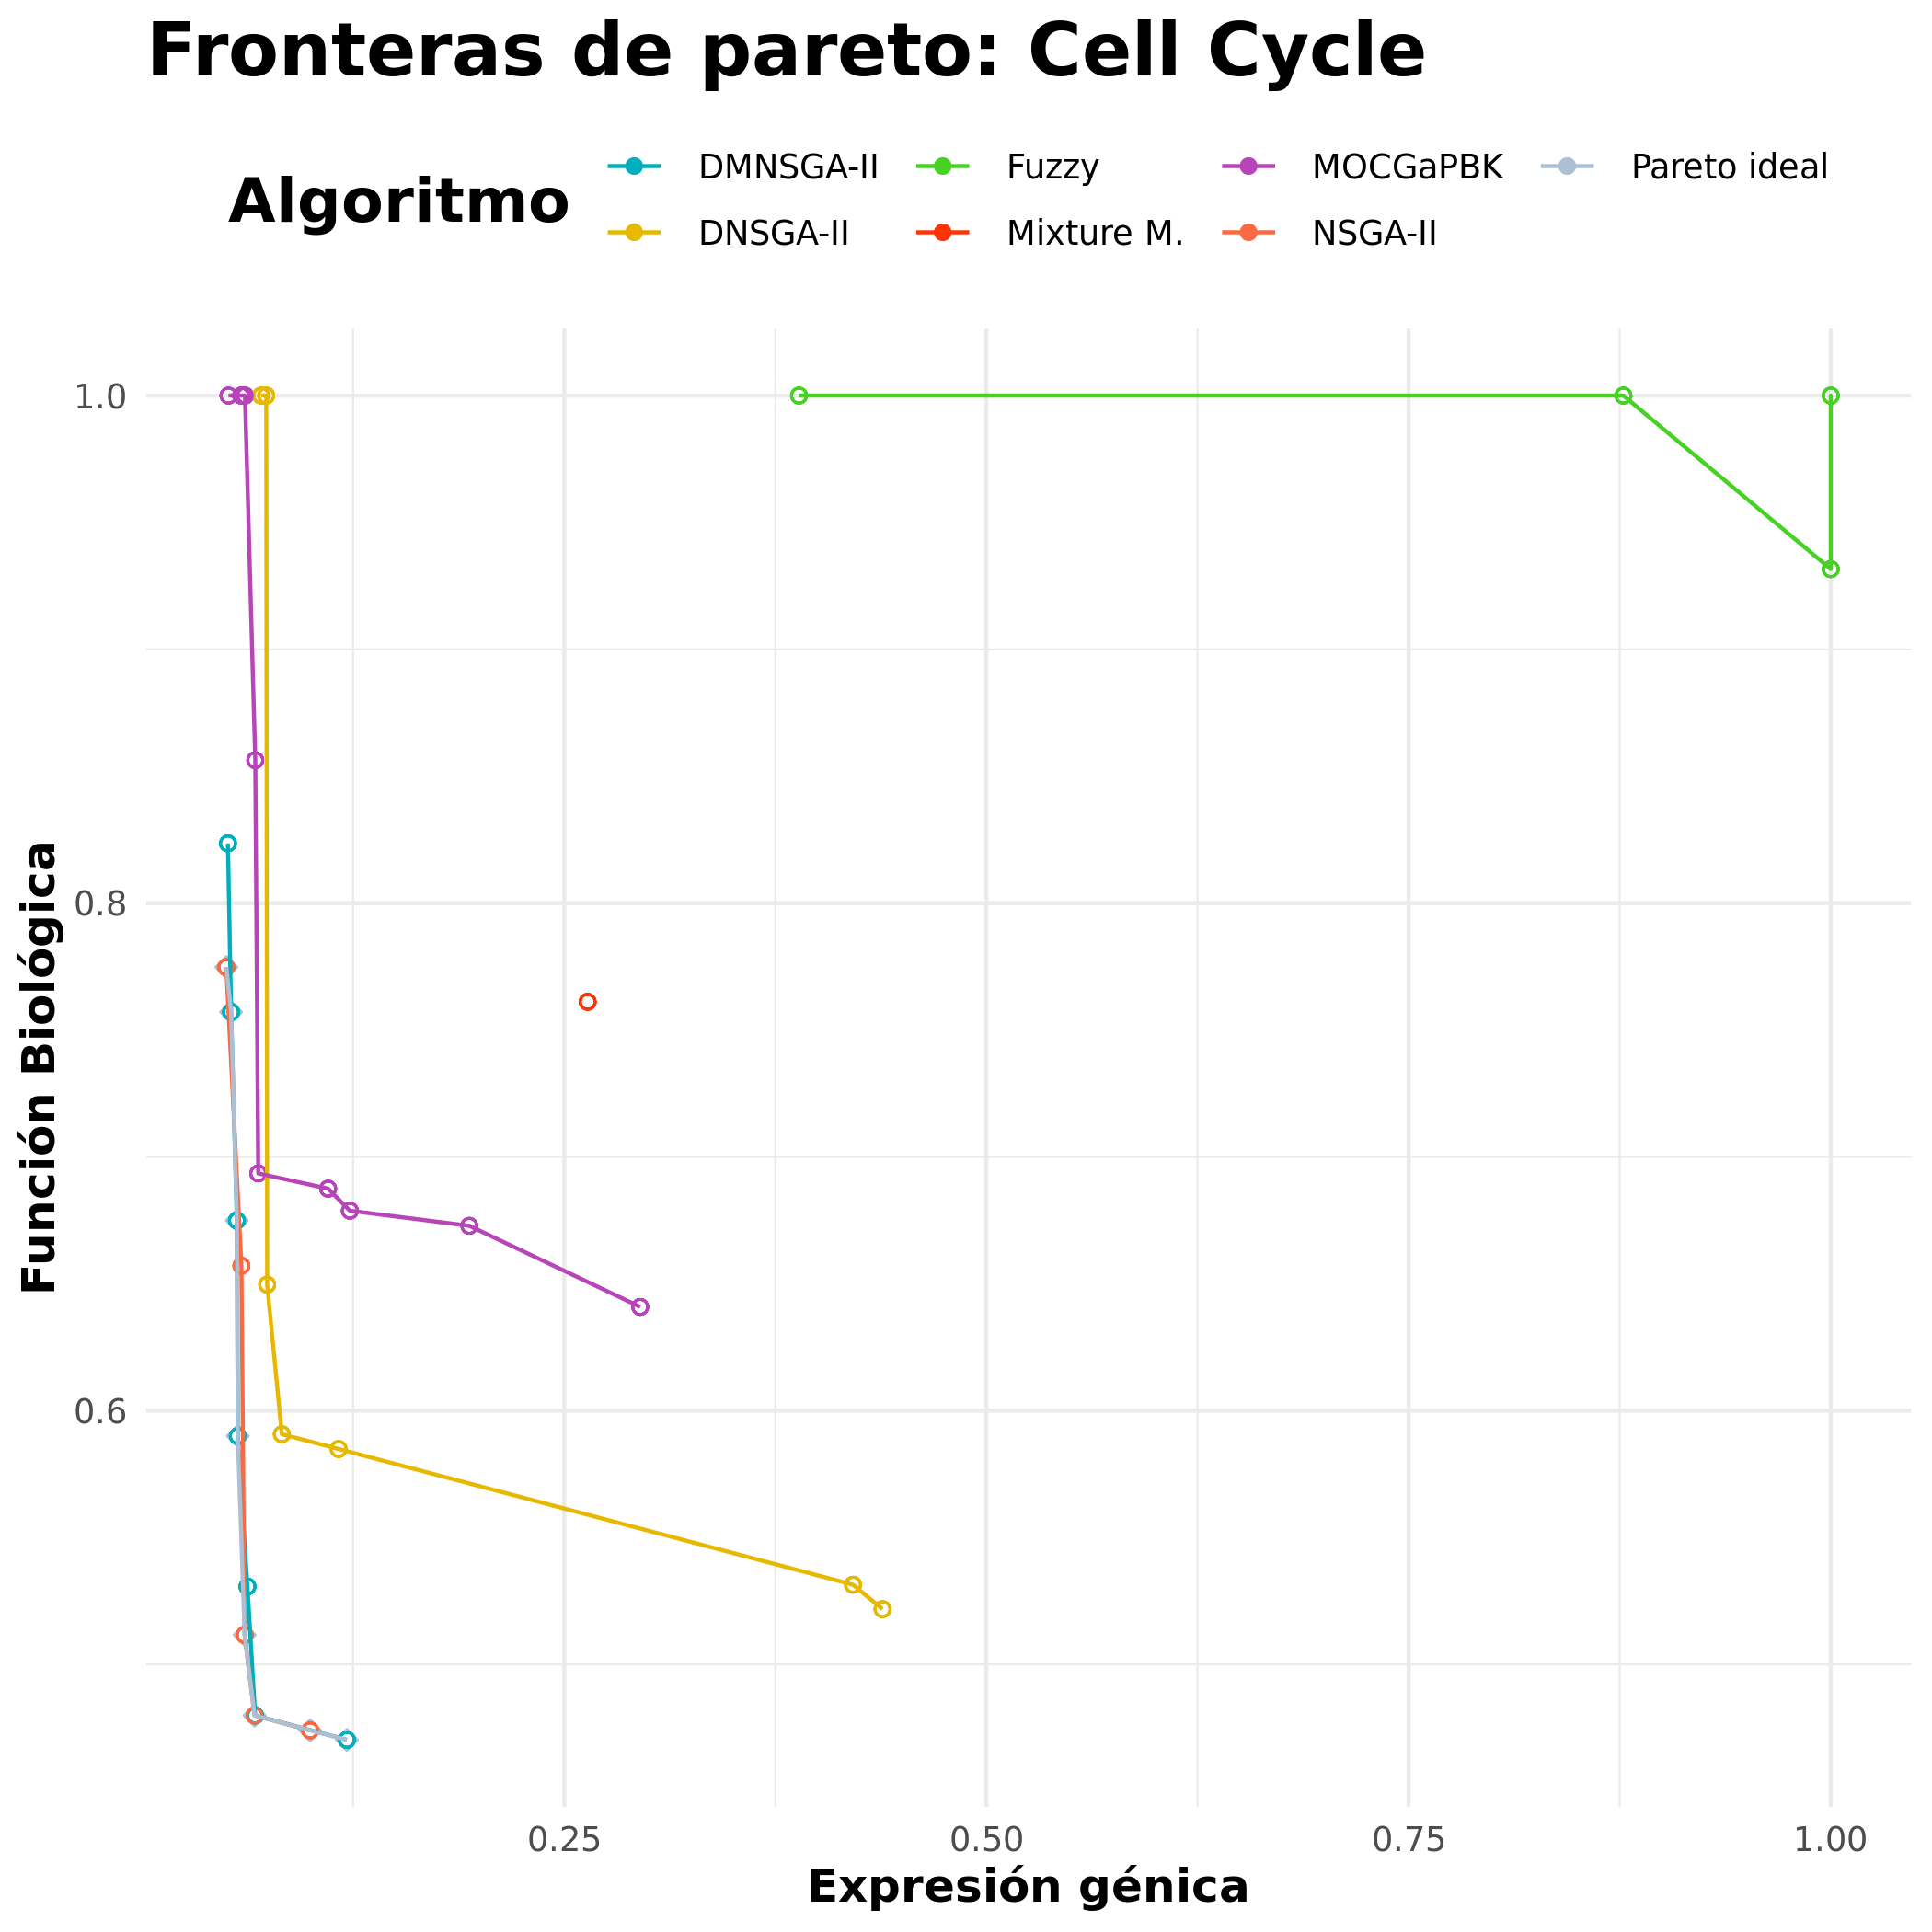 Fronteras de pareto: Cell Cycle
Algoritmo
DMNSGA-II
Fuzzy
MOCGaPBK
Pareto ideal
DNSGA-II
Mixture M.
NSGA-II
1.0
0.8
0.6
Función Biológica
0.25
0.50
0.75
1.00
Expresión génica